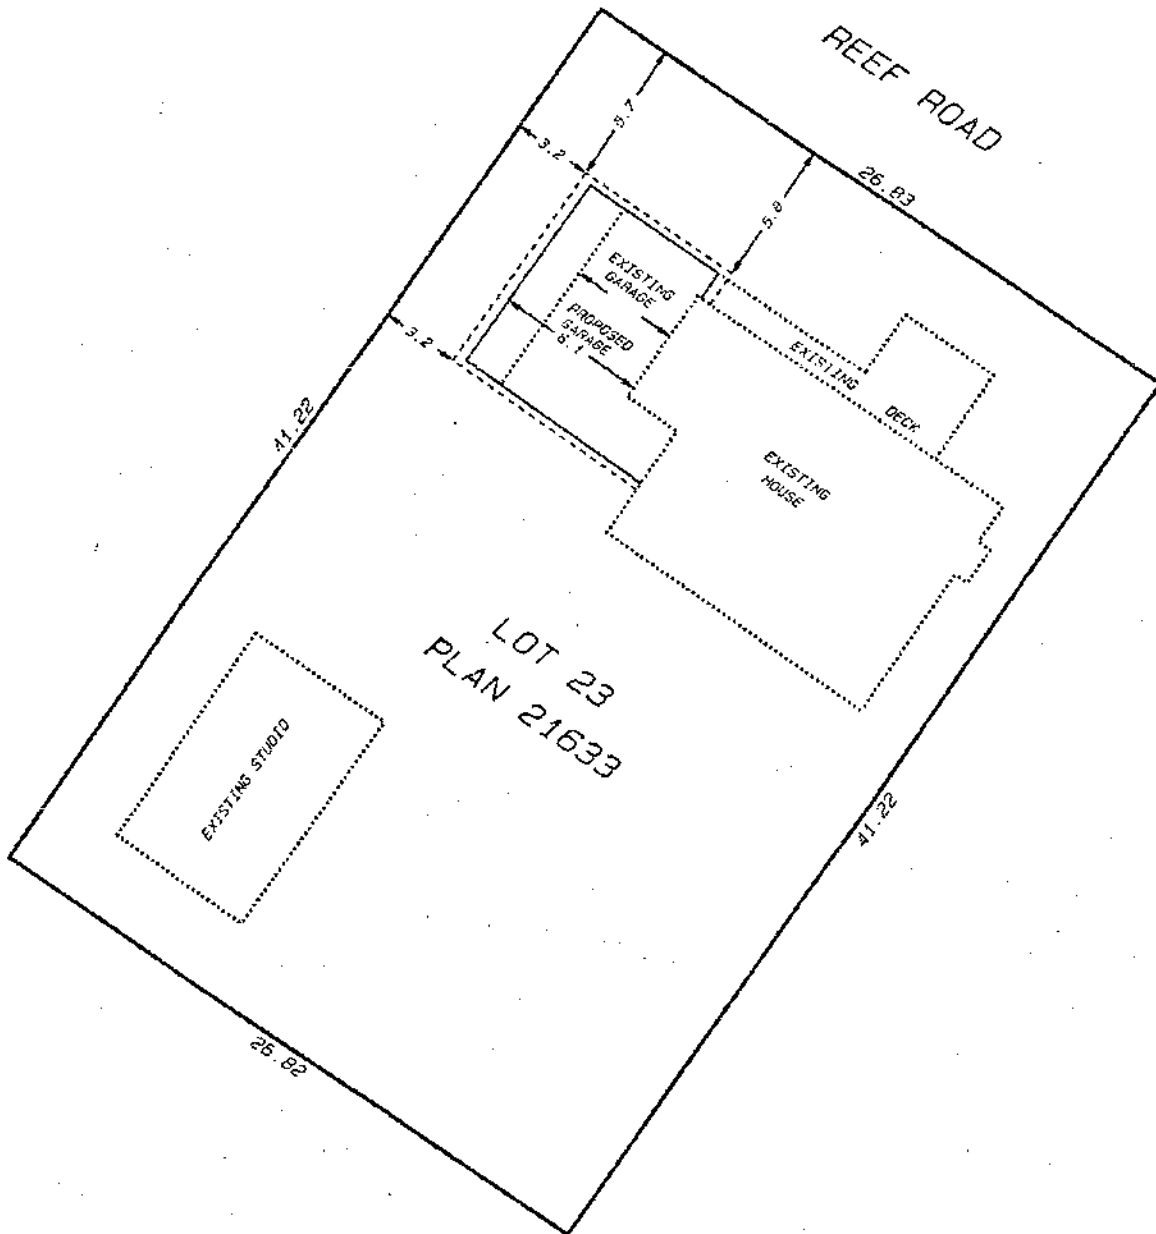 REEF ROAD
26.83
5.7
3.2
5.8
EXISTING
GARAGE
PROPOSED
GARAGE
6.1
3.2
EXISTING
DECK
EXISTING
HOUSE
41.22
LOT 23
PLAN 21633
EXISTING STUDIO
41.22
26.82